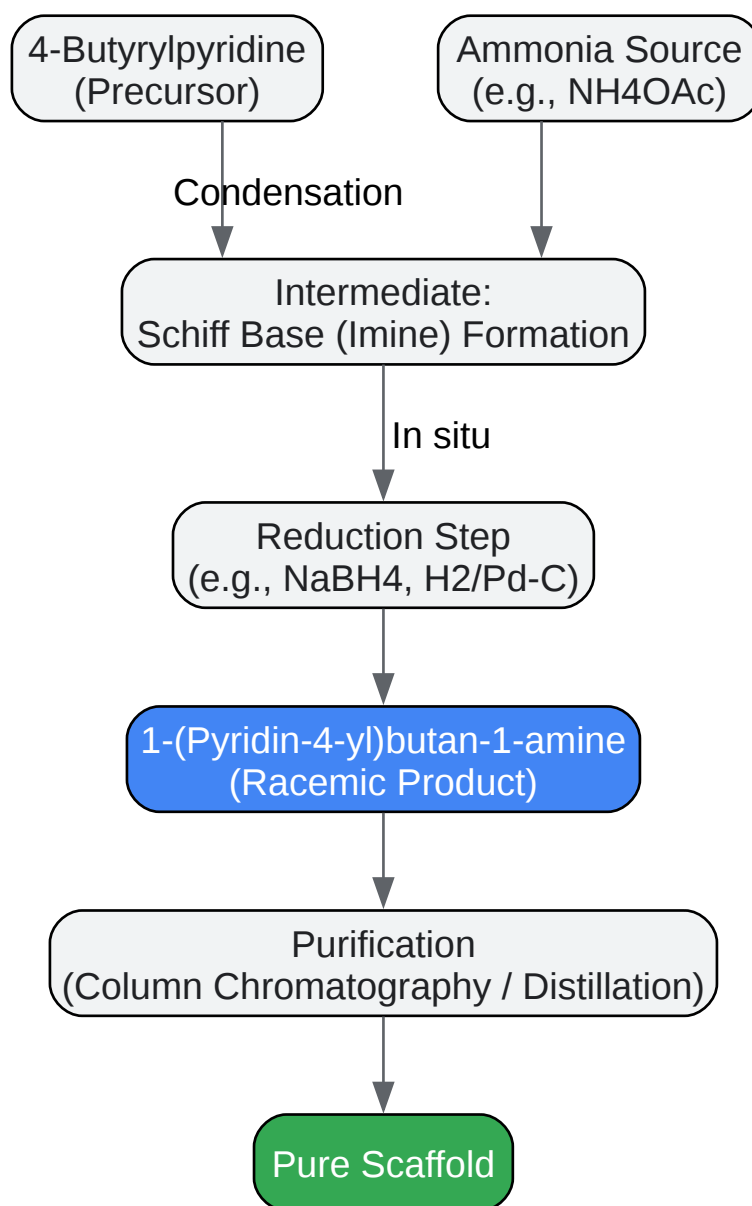 4-Butyrylpyridine
(Precursor)
Ammonia Source
(e.g., NH4OAc)
Condensation
Intermediate:
Schiff Base (Imine) Formation
In situ
Reduction Step
(e.g., NaBH4, H2/Pd-C)
1-(Pyridin-4-yl)butan-1-amine
(Racemic Product)
Purification
(Column Chromatography / Distillation)
Pure Scaffold